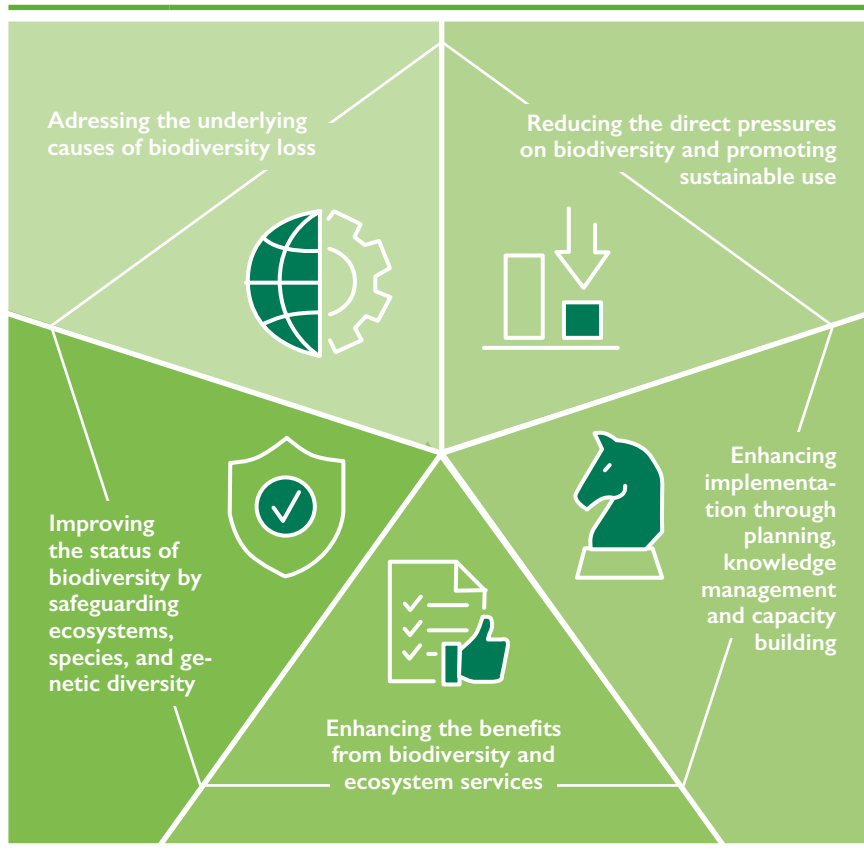 Adressing the underlying
causes of biodiversity loss
Reducing the direct pressures
on biodiversity and promoting
sustainable use
Enhancing
implementa-
tion through
planning,
knowledge
management
and capacity
building
Improving
the status of
biodiversity by
safeguarding
ecosystems,
species, and ge-
netic diversity
Enhancing the benefits
from biodiversity and
ecosystem services